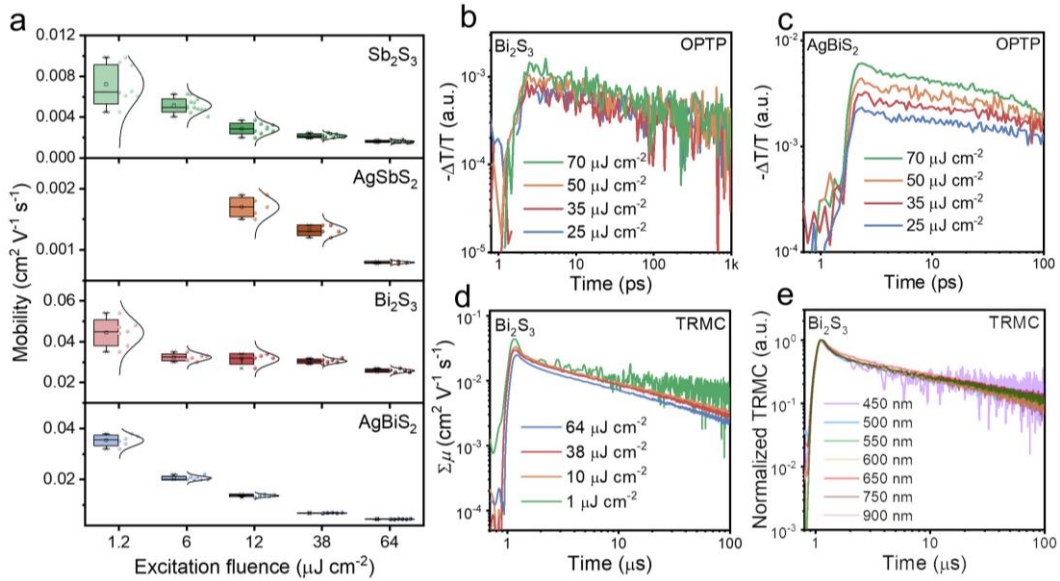 a
Mobility (cm² V⁻¹ s⁻¹)
0.012
0.008
0.004
0.000
Sb₂S₃
0.002
0.001
AgSbS₂
0.06
0.04
0.02
Bi₂S₃
0.04
0.02
AgBiS₂
1.2 6 12 38 64
Excitation fluence (μJ cm⁻²)
b
Bi₂S₃ OPTP
-ΔT/T (a.u.)
10⁻³
10⁻⁴
10⁻⁵
70 μJ cm⁻²
50 μJ cm⁻²
35 μJ cm⁻²
25 μJ cm⁻²
1 10 100 1k
Time (ps)
c
AgBiS₂ OPTP
-ΔT/T (a.u.)
10⁻²
10⁻³
10⁻⁴
70 μJ cm⁻²
50 μJ cm⁻²
35 μJ cm⁻²
25 μJ cm⁻²
1 10 100
Time (ps)
d
Bi₂S₃ TRMC
Σμ (cm² V⁻¹ s⁻¹)
10⁻¹
10⁻²
10⁻³
10⁻⁴
64 μJ cm⁻²
38 μJ cm⁻²
10 μJ cm⁻²
1 μJ cm⁻²
1 10 100
Time (μs)
e
Bi₂S₃ TRMC
Normalized TRMC (a.u.)
10⁰
10⁻¹
10⁻²
10⁻³
450 nm
500 nm
550 nm
600 nm
650 nm
750 nm
900 nm
1 10 100
Time (μs)